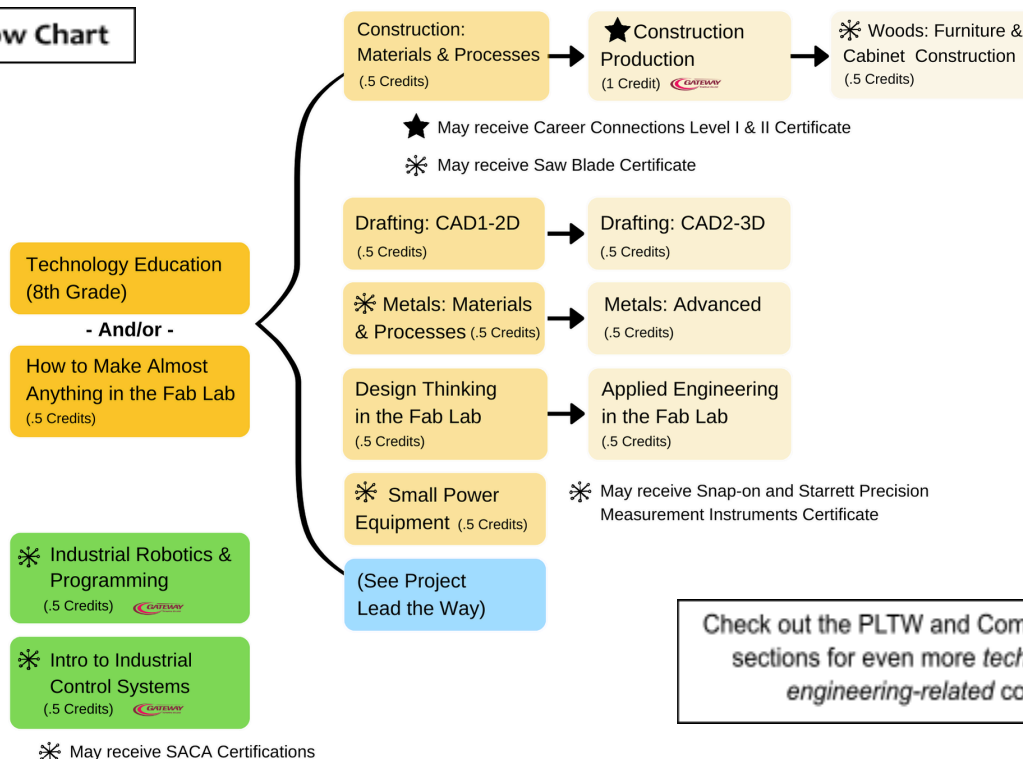 w Chart
Construction:
Materials & Processes
(.5 Credits)
Construction
Production
(1 Credit) GATEWAY
Woods: Furniture &
Cabinet Construction
(.5 Credits)
May receive Career Connections Level I & II Certificate
May receive Saw Blade Certificate
Drafting: CAD1-2D
(.5 Credits)
Drafting: CAD2-3D
(.5 Credits)
Technology Education
(8th Grade)
- And/or -
How to Make Almost
Anything in the Fab Lab
(.5 Credits)
Metals: Materials
& Processes (.5 Credits)
Metals: Advanced
(.5 Credits)
Design Thinking
in the Fab Lab
(.5 Credits)
Applied Engineering
in the Fab Lab
(.5 Credits)
Small Power
Equipment (.5 Credits)
May receive Snap-on and Starrett Precision
Measurement Instruments Certificate
(See Project
Lead the Way)
Industrial Robotics &
Programming
(.5 Credits) GATEWAY
Intro to Industrial
Control Systems
(.5 Credits) GATEWAY
May receive SACA Certifications
Check out the PLTW and Com
sections for even more tech
engineering-related co